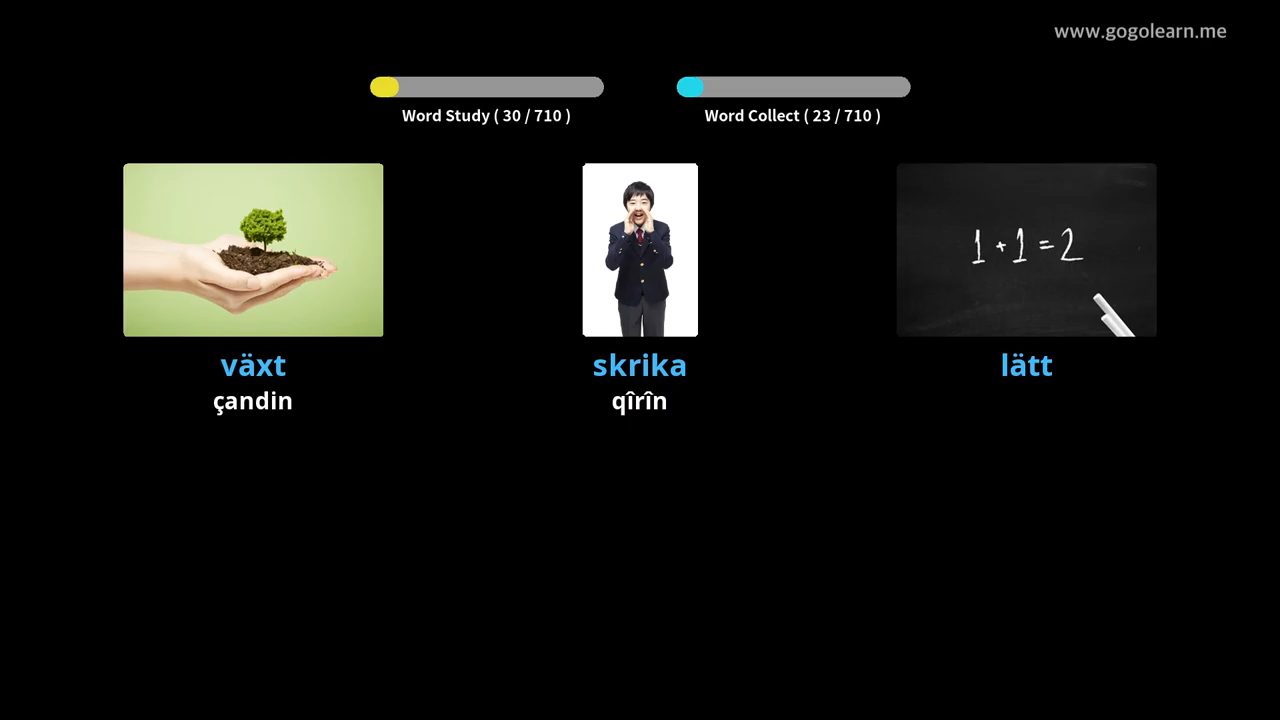 www.gogolearn.me
Word Study ( 30 / 710 )
Word Collect ( 23 / 710 )
1 + 1 = 2
växt
skrika
lätt
çandin
qîrîn